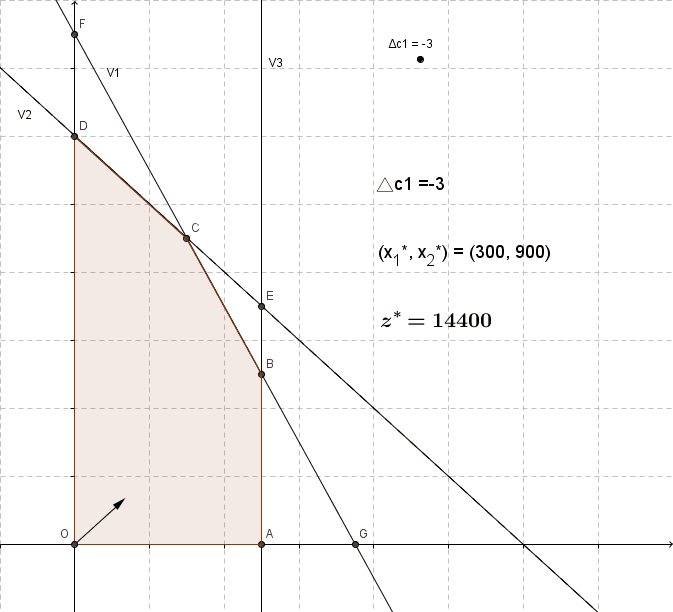 F
Δc1 = -3
V3
V1
V2
D
△c1 =-3
C
(x₁*, x₂*) = (300, 900)
E
z* = 14400
B
O
A
G